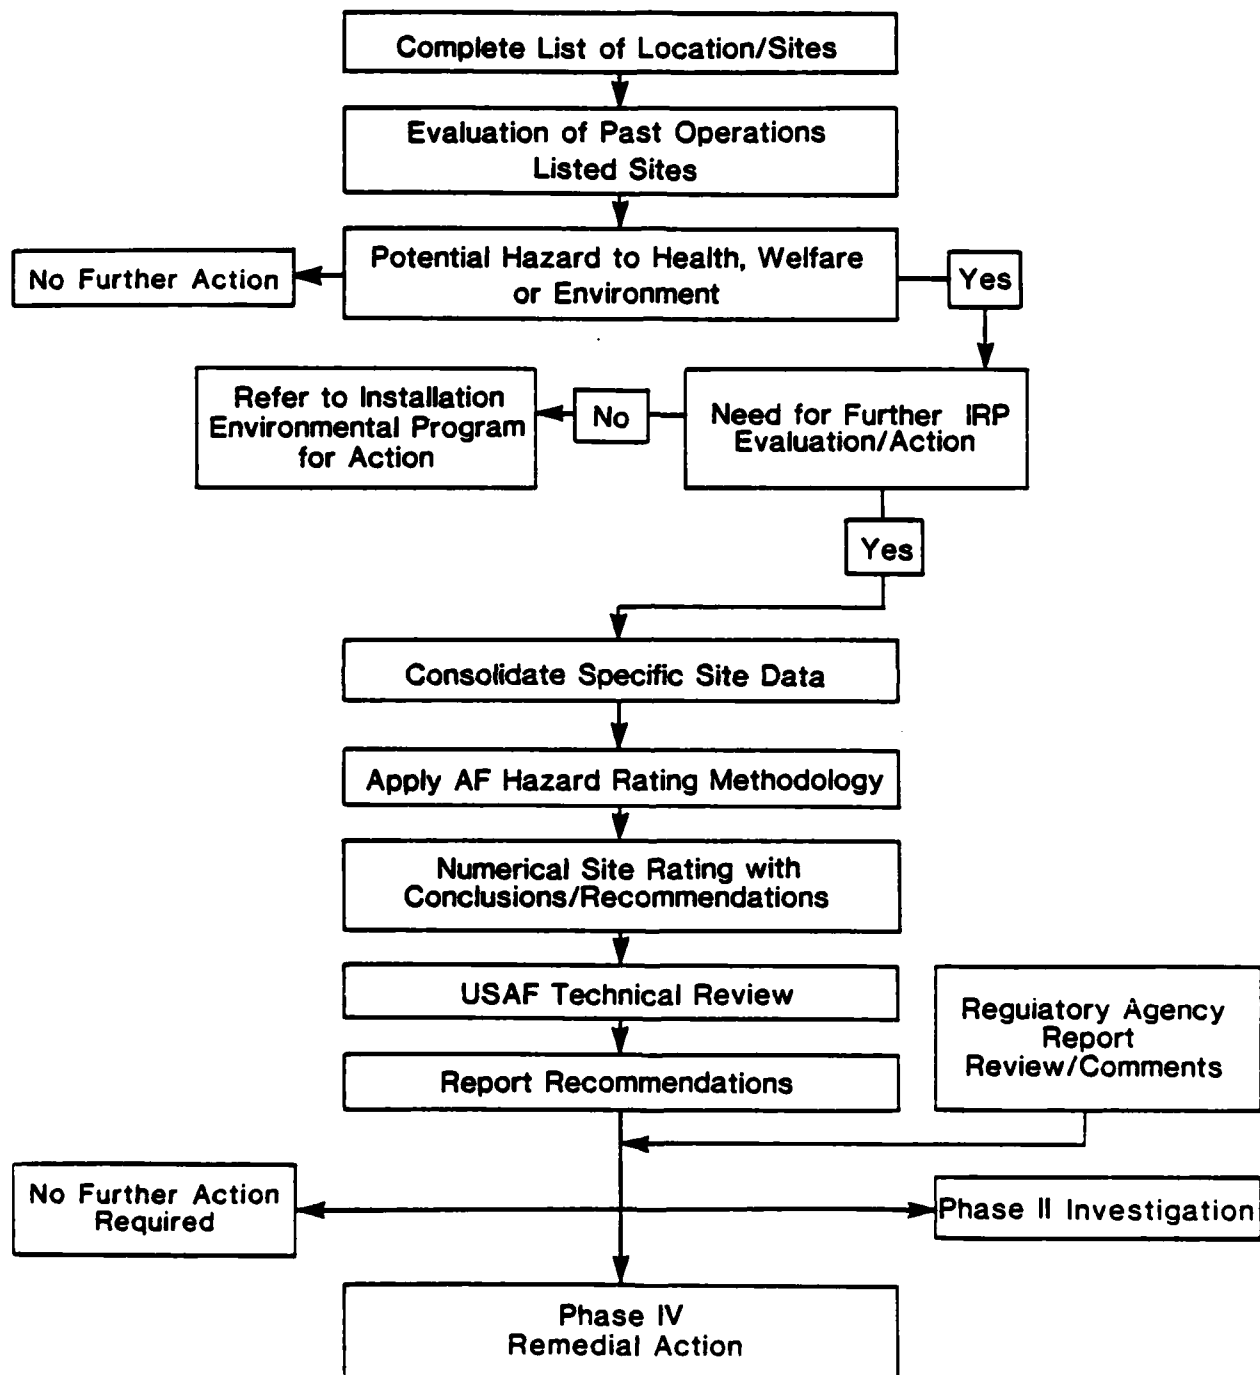 Complete List of Location/Sites
Evaluation of Past Operations
Listed Sites
Potential Hazard to Health, Welfare
or Environment
No Further Action
Yes
Refer to Installation
Environmental Program
for Action
No
Need for Further IRP
Evaluation/Action
Yes
Consolidate Specific Site Data
Apply AF Hazard Rating Methodology
Numerical Site Rating with
Conclusions/Recommendations
USAF Technical Review
Regulatory Agency
Report
Review/Comments
Report Recommendations
No Further Action
Required
Phase II Investigation
Phase IV
Remedial Action